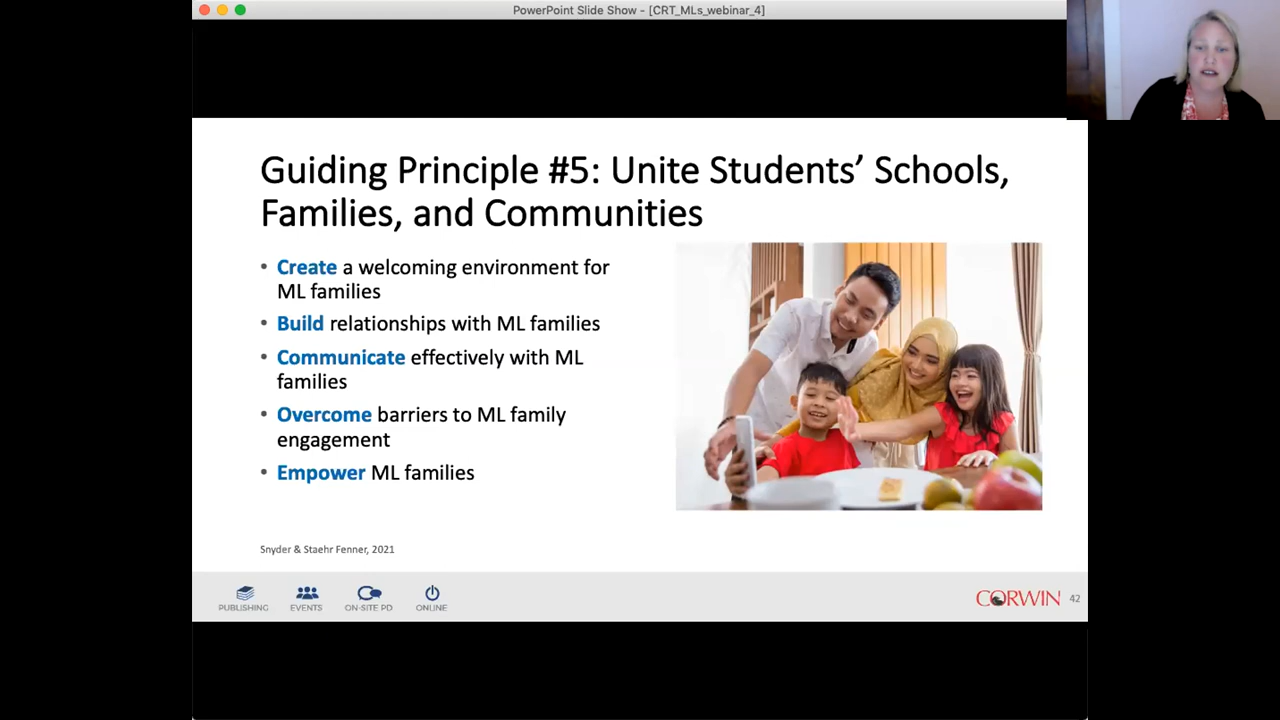 PowerPoint Slide Show - [CRT_MLs_webinar_4]
Guiding Principle #5: Unite Students’ Schools,
Families, and Communities
• Create a welcoming environment for
ML families
• Build relationships with ML families
• Communicate effectively with ML
families
• Overcome barriers to ML family
engagement
• Empower ML families
Snyder & Staehr Fenner, 2021
PUBLISHING EVENTS ON-SITE PD ONLINE CORWIN 42